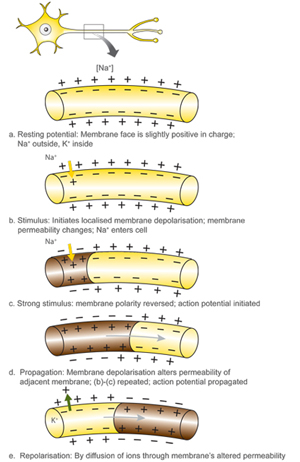 [Na⁺]
a. Resting potential: Membrane face is slightly positive in charge;
Na⁺ outside, K⁺ inside
Na⁺
b. Stimulus: Initiates localised membrane depolarisation; membrane
permeability changes; Na⁺ enters cell
Na⁺
c. Strong stimulus: membrane polarity reversed; action potential initiated
d. Propagation: Membrane depolarisation alters permeability of
adjacent membrane; (b)-(c) repeated; action potential propagated
K⁺
e. Repolarisation: By diffusion of ions through membrane's altered permeability